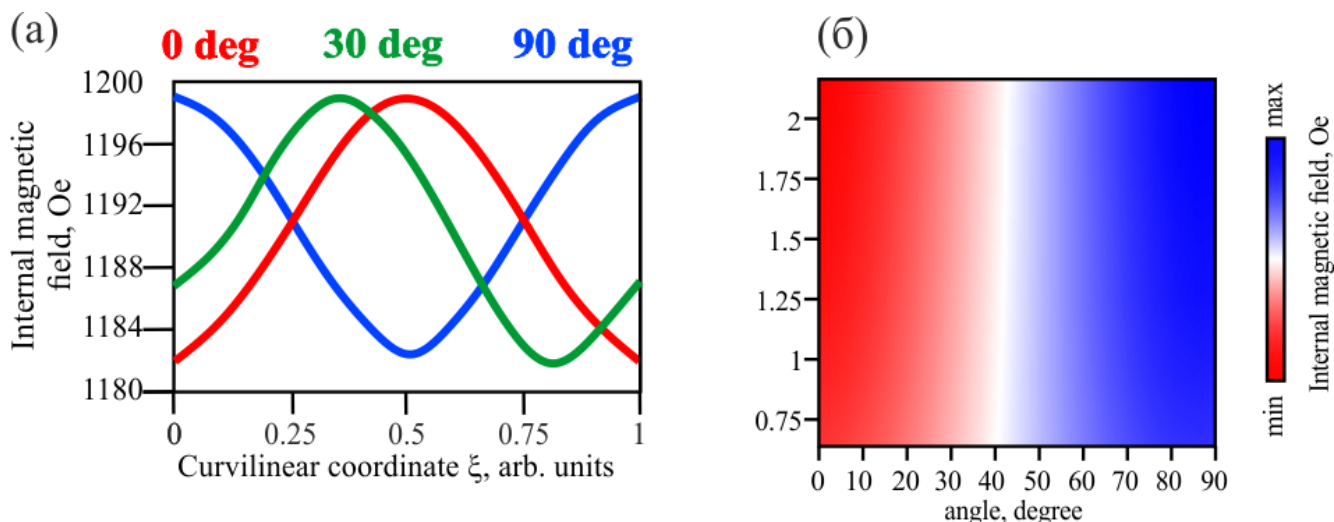 (а)
0 deg 30 deg 90 deg
Internal magnetic
field, Oe
1200
1196
1192
1188
1184
1180
0 0.25 0.5 0.75 1
Curvilinear coordinate ξ, arb. units
(б)
2
1.75
1.5
1.25
1
0.75
0 10 20 30 40 50 60 70 80 90
angle, degree
min max
Internal magnetic field, Oe